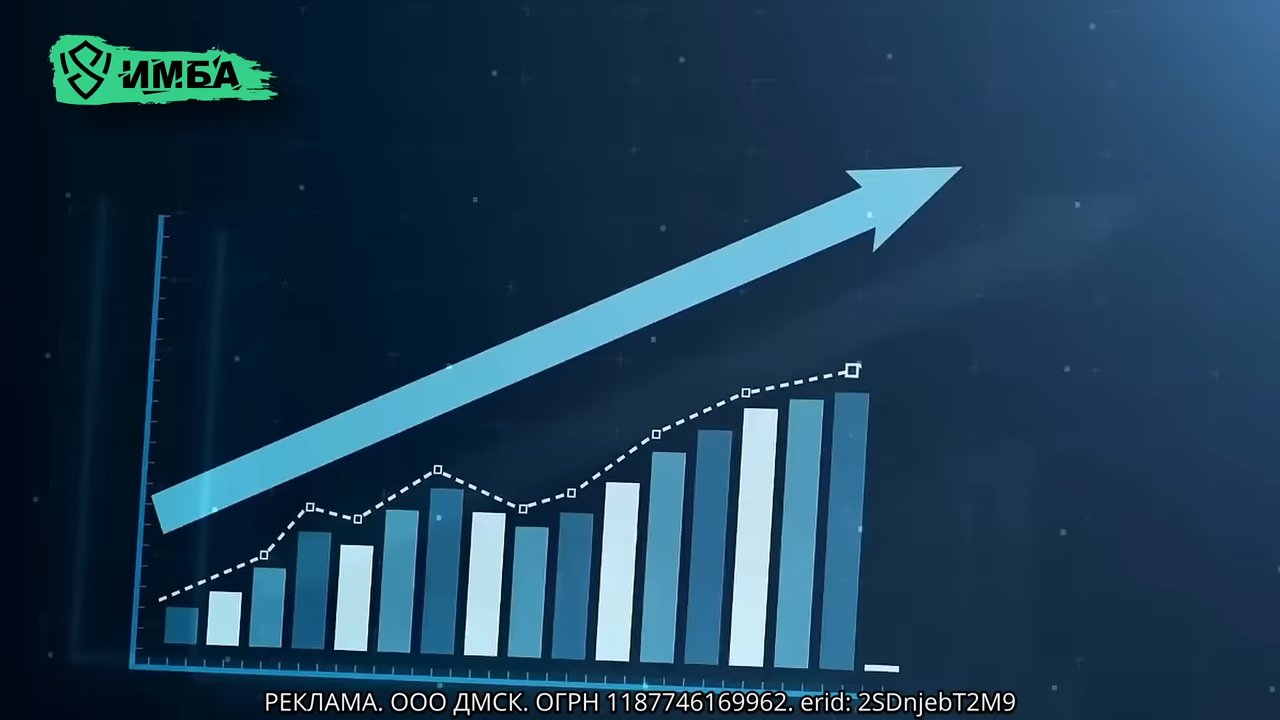 ИМБА
РЕКЛАМА. ООО ДМСК. ОГРН 1187746169962. erid: 2SDnjebT2M9